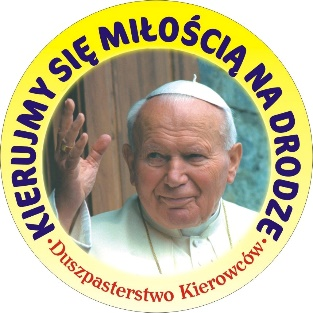 KIERUJMY SIĘ MIŁOŚCIĄ NA DRODZE
·Duszpasterstwo Kierowców·